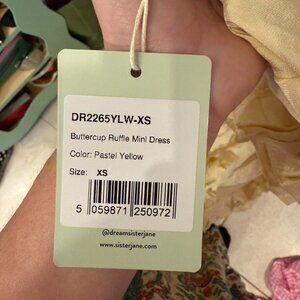 DR2265YLW-XS
Buttercup Ruffle Mini Dress
Color: Pastel Yellow
Size: XS
5 059871 250972
@dreamsisterjane
www.sisterjane.com